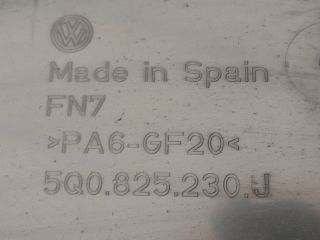 Made in Spain
FN7
>PA6-GF20<
5Q0.825.230.J